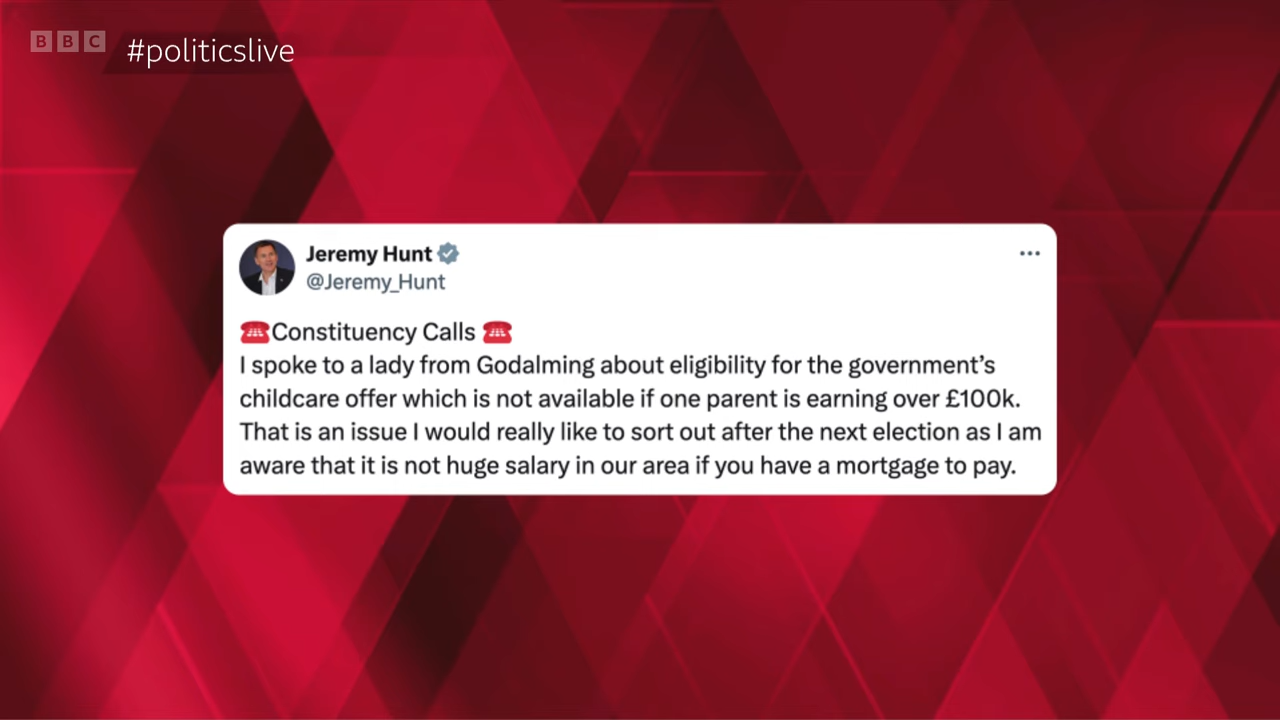 BBC #politicslive
Jeremy Hunt
@Jeremy_Hunt
☎️Constituency Calls ☎️
I spoke to a lady from Godalming about eligibility for the government’s
childcare offer which is not available if one parent is earning over £100k.
That is an issue I would really like to sort out after the next election as I am
aware that it is not huge salary in our area if you have a mortgage to pay.